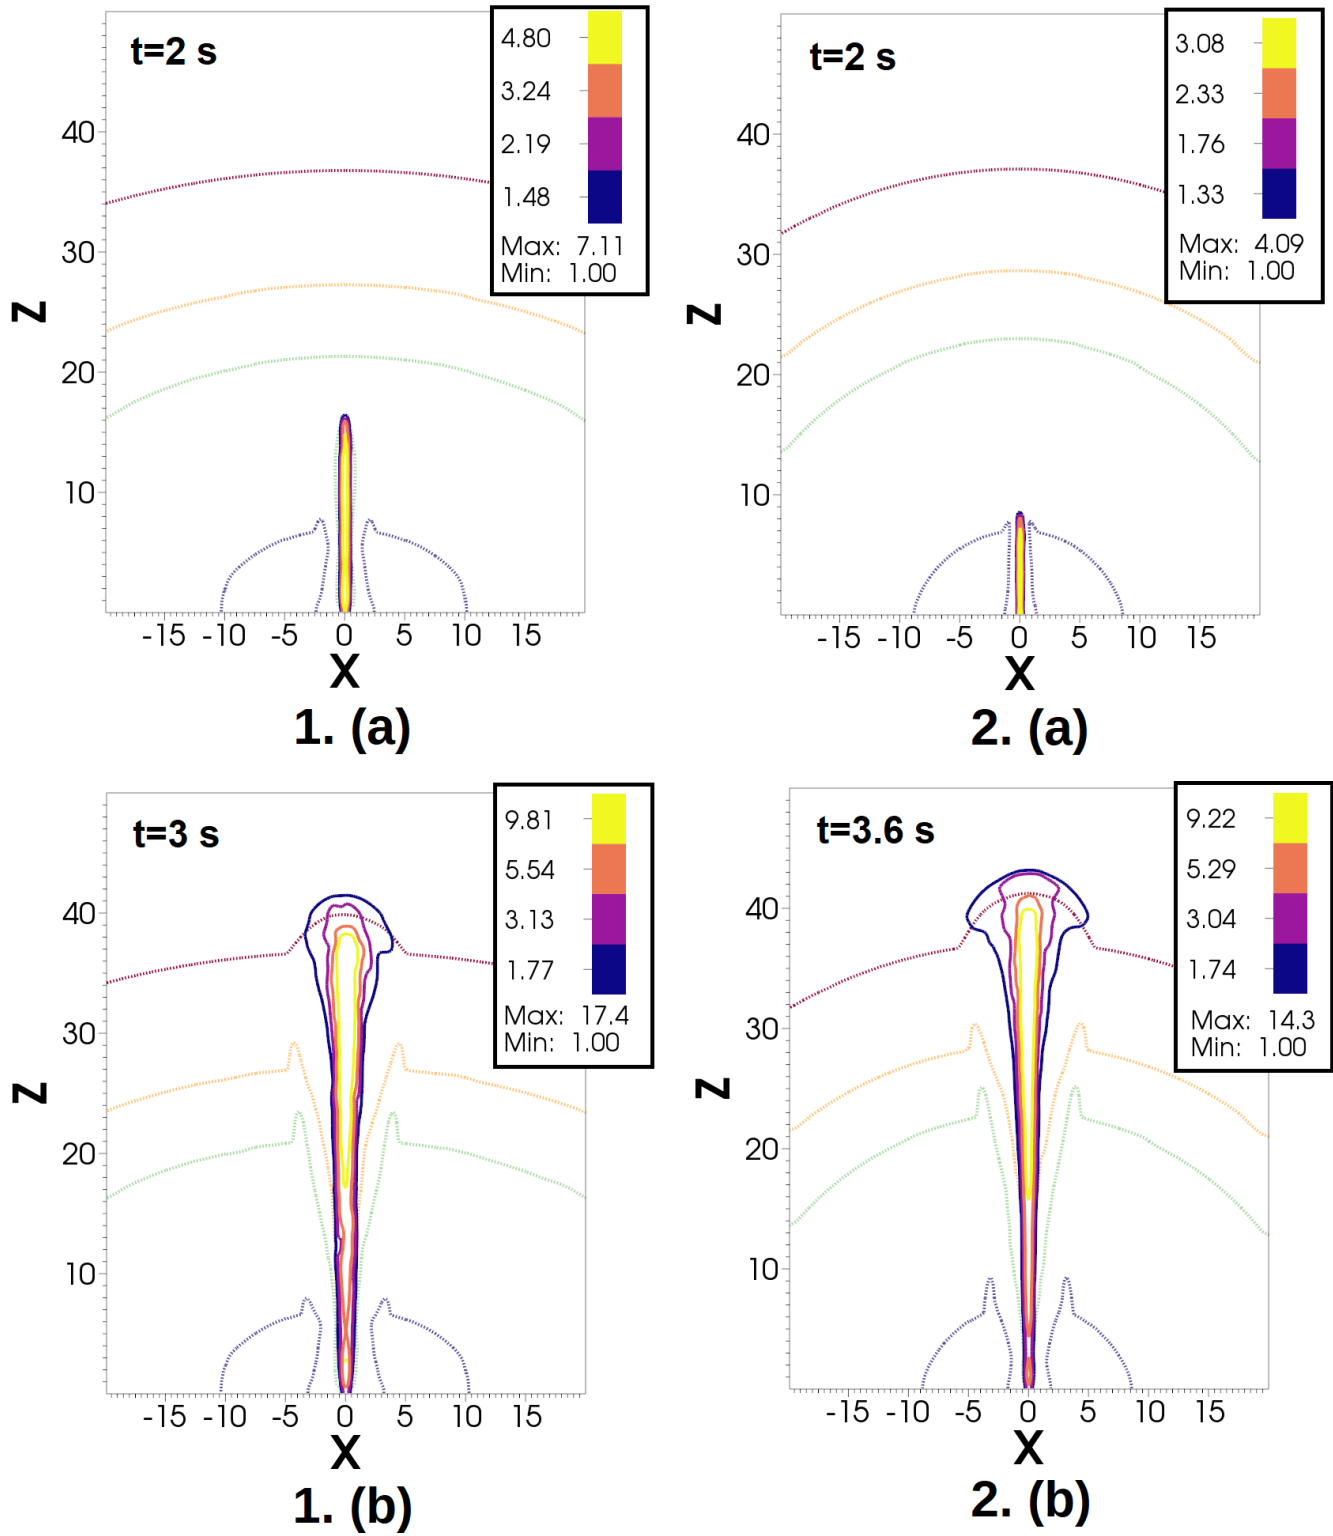 t=2 s
4.80
3.24
2.19
1.48
Max: 7.11
Min: 1.00
40
30
20
10
Z
-15 -10 -5 0 5 10 15
X
1. (a)
t=2 s
3.08
2.33
1.76
1.33
Max: 4.09
Min: 1.00
40
30
20
10
Z
-15 -10 -5 0 5 10 15
X
2. (a)
t=3 s
9.81
5.54
3.13
1.77
Max: 17.4
Min: 1.00
40
30
20
10
Z
-15 -10 -5 0 5 10 15
X
1. (b)
t=3.6 s
9.22
5.29
3.04
1.74
Max: 14.3
Min: 1.00
40
30
20
10
Z
-15 -10 -5 0 5 10 15
X
2. (b)